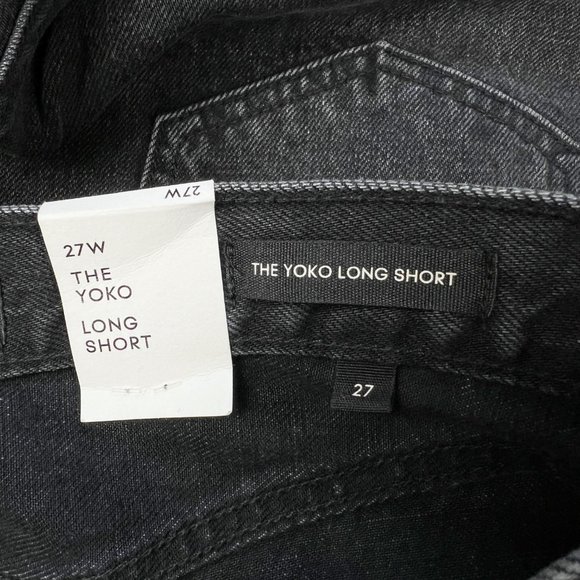 27W
27W
THE
YOKO
LONG
SHORT
THE YOKO LONG SHORT
27